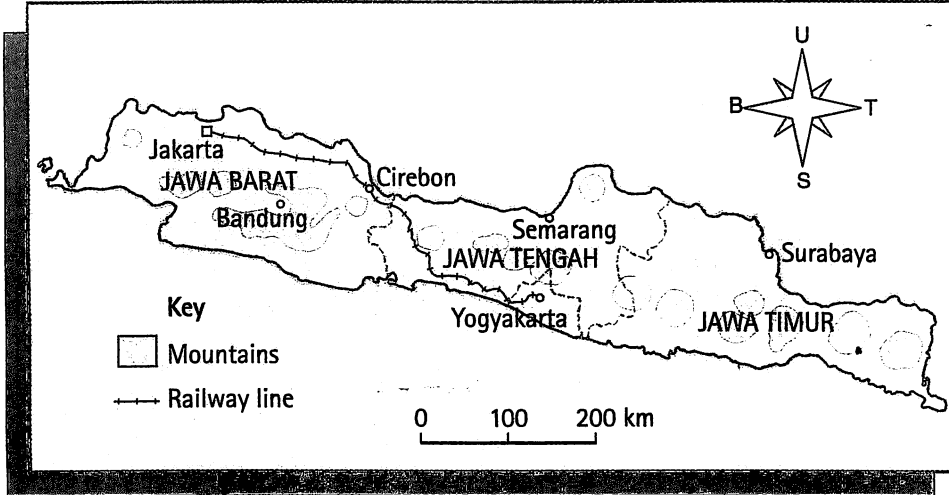 U
B T
S
Jakarta
JAWA BARAT
Cirebon
Bandung
Semarang
JAWA TENGAH
Surabaya
Yogyakarta
JAWA TIMUR
Key
Mountains
Railway line
0 100 200 km